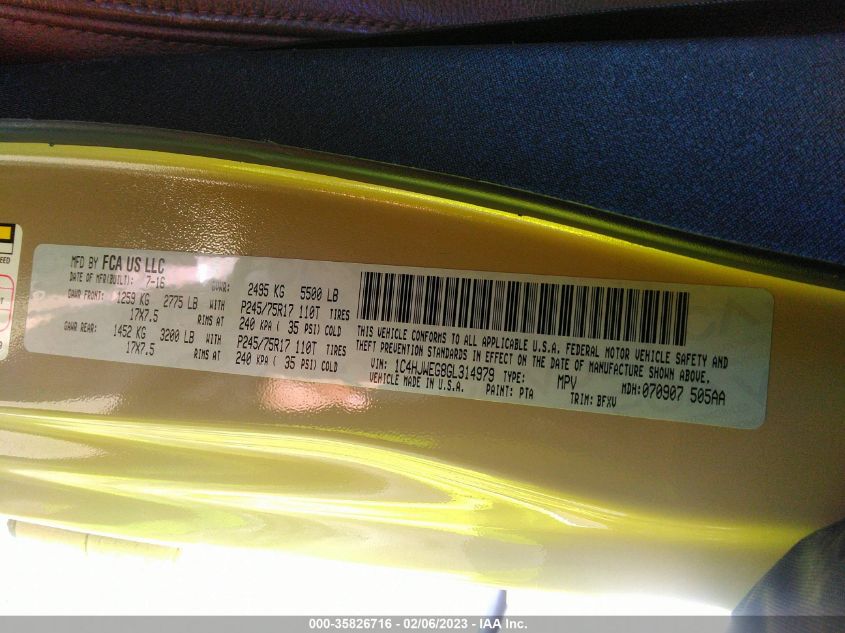 MFD BY FCA US LLC
DATE OF MFR(BUILT): 7-16
GVWR: 2495 KG 5500 LB
GAWR FRONT: 1259 KG 2775 LB WITH P245/75R17 110T TIRES
17X7.5 RIMS AT 240 KPA ( 35 PSI) COLD
GAWR REAR: 1452 KG 3200 LB WITH P245/75R17 110T TIRES
17X7.5 RIMS AT 240 KPA ( 35 PSI) COLD
THIS VEHICLE CONFORMS TO ALL APPLICABLE U.S.A. FEDERAL MOTOR VEHICLE SAFETY AND
THEFT PREVENTION STANDARDS IN EFFECT ON THE DATE OF MANUFACTURE SHOWN ABOVE.
VIN: 1C4HJWEG8GL314979 TYPE: MPV MDH: 070907 505AA
VEHICLE MADE IN U.S.A. PAINT: PTA TRIM: BFXV
000-35826716 - 02/06/2023 - IAA Inc.